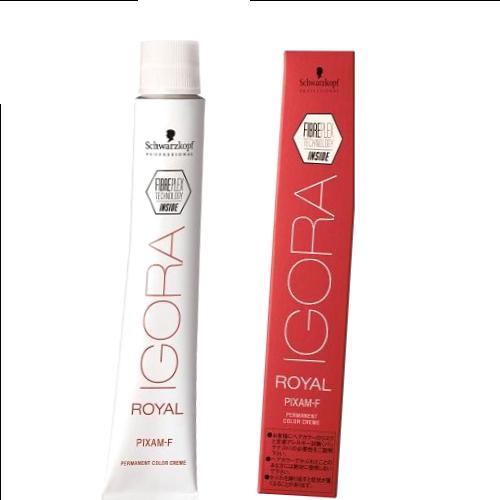 Schwarzkopf
PROFESSIONAL
FIBREPLEX
TECHNOLOGY
INSIDE
IGORA
ROYAL
PIXAM-F
PERMANENT COLOR CREME
Schwarzkopf
PROFESSIONAL
FIBREPLEX
TECHNOLOGY
INSIDE
IGORA
ROYAL
PIXAM-F
PERMANENT
COLOR CREME